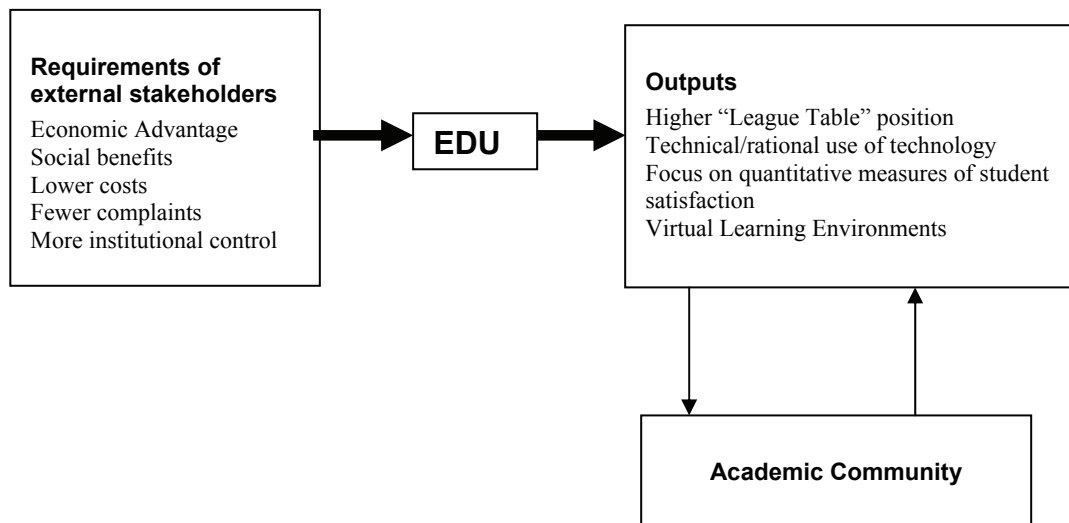 Requirements of
external stakeholders
Economic Advantage
Social benefits
Lower costs
Fewer complaints
More institutional control
EDU
Outputs
Higher “League Table” position
Technical/rational use of technology
Focus on quantitative measures of student
satisfaction
Virtual Learning Environments
Academic Community